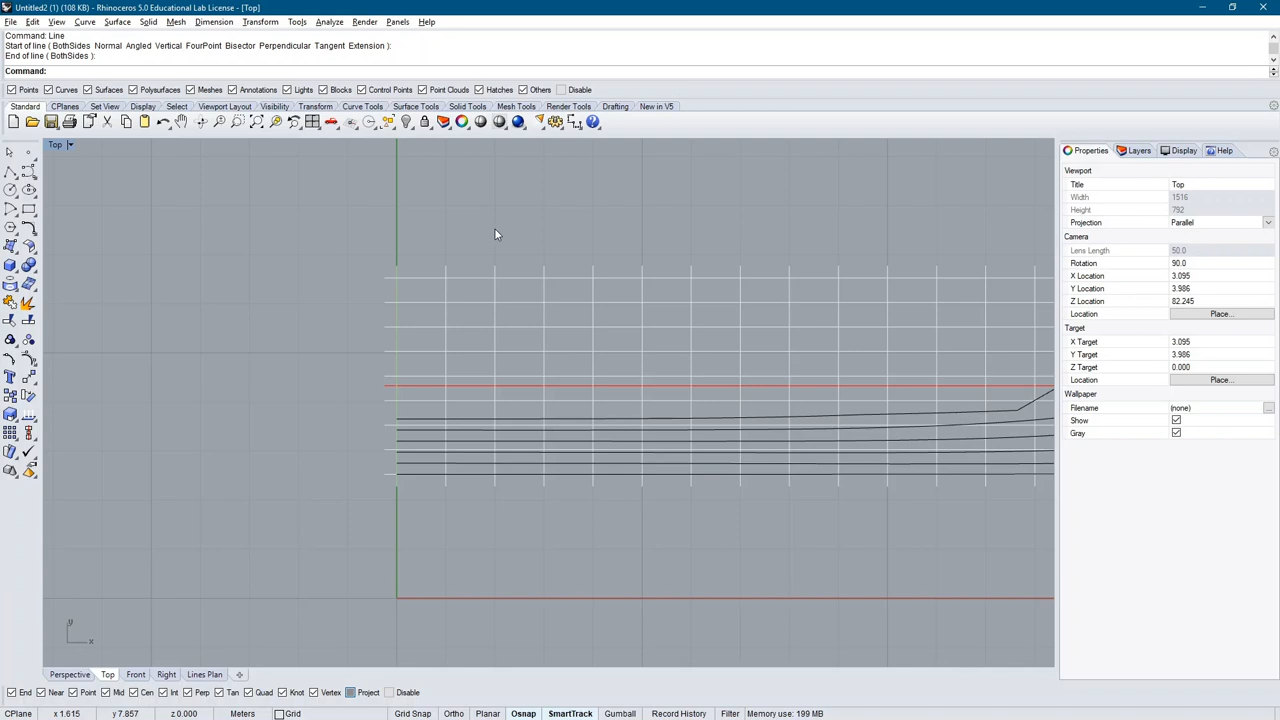 Untitled2 (1) (108 KB) - Rhinoceros 5.0 Educational Lab License - [Top]
File Edit View Curve Surface Solid Mesh Dimension Transform Tools Analyze Render Panels Help
Command: Line
Start of line ( BothSides Normal Angled Vertical FourPoint Bisector Perpendicular Tangent Extension ):
End of line ( BothSides ):
Command:
Points Curves Surfaces Polysurfaces Meshes Annotations Lights Blocks Control Points Point Clouds Hatches Others Disable
Standard CPlanes Set View Display Select Viewport Layout Visibility Transform Curve Tools Surface Tools Solid Tools Mesh Tools Render Tools Drafting New in V5
Top
Properties Layers Display Help
Viewport
Title Top
Width 1516
Height 792
Projection Parallel
Camera
Lens Length 50.0
Rotation 90.0
X Location 3.095
Y Location 3.986
Z Location 82.245
Location Place...
Target
X Target 3.095
Y Target 3.986
Z Target 0.000
Location Place...
Wallpaper
Filename (none) ...
Show
Gray
y
x
Perspective Top Front Right Lines Plan
End Near Point Mid Cen Int Perp Tan Quad Knot Vertex Project Disable
CPlane x 1.615 y 7.857 z 0.000 Meters Grid Grid Snap Ortho Planar Osnap SmartTrack Gumball Record History Filter Memory use: 199 MB